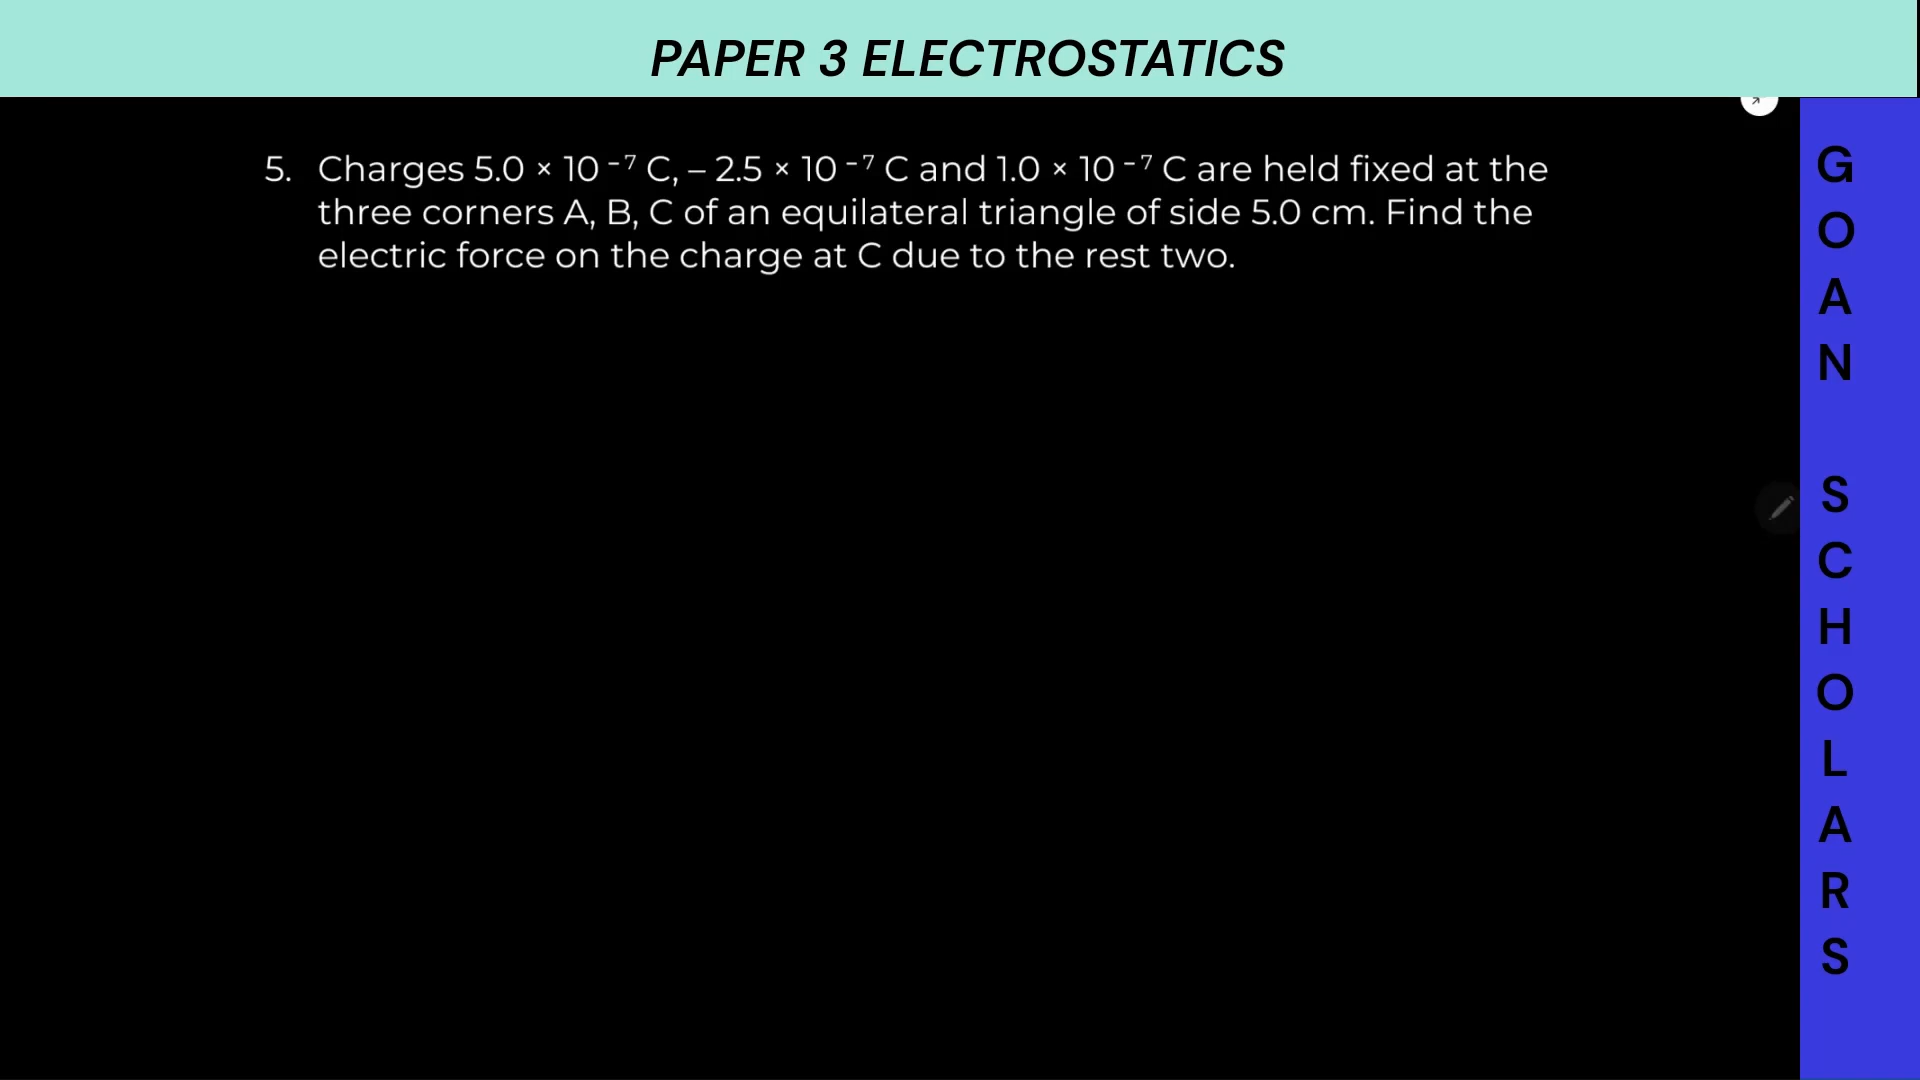 PAPER 3 ELECTROSTATICS
5. Charges 5.0 × 10⁻⁷ C, – 2.5 × 10⁻⁷ C and 1.0 × 10⁻⁷ C are held fixed at the
three corners A, B, C of an equilateral triangle of side 5.0 cm. Find the
electric force on the charge at C due to the rest two.
GOAN SCHOLARS